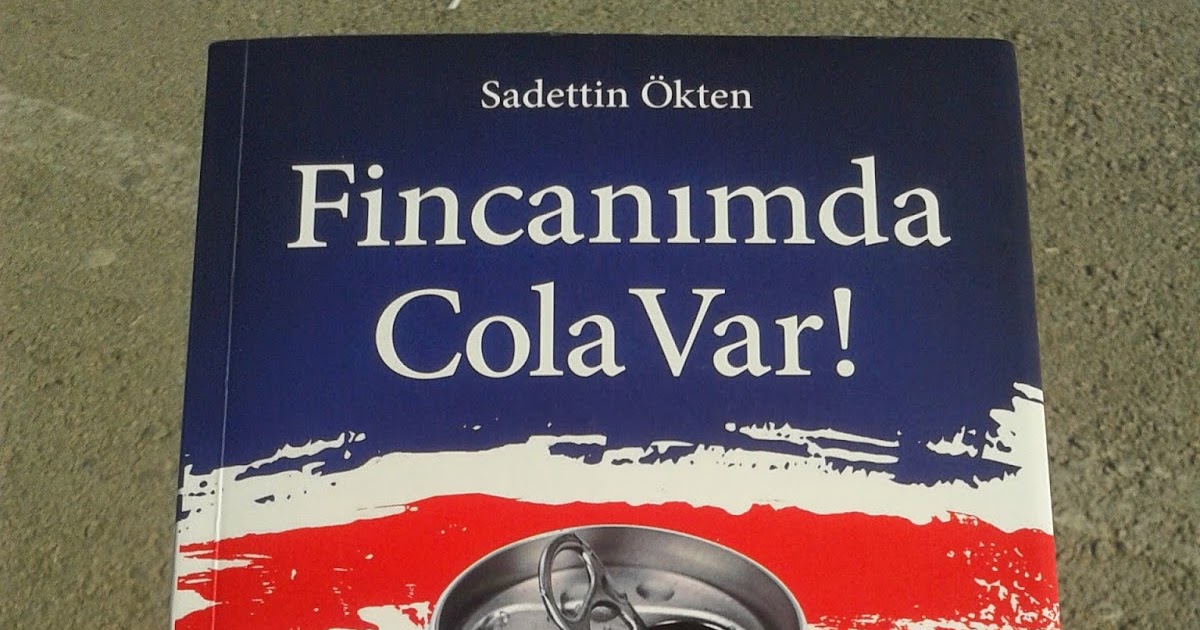 Sadettin Ökten
Fincanımda
Cola Var!